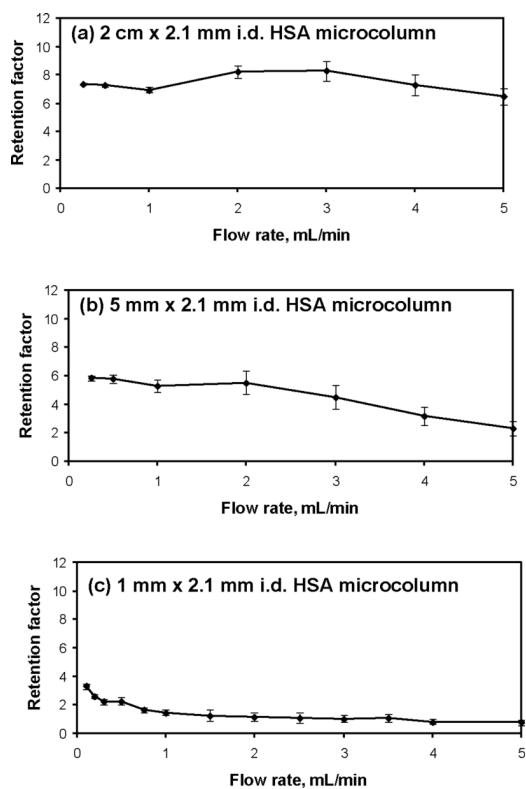 (a) 2 cm x 2.1 mm i.d. HSA microcolumn
Retention factor
12
10
8
6
4
2
0
0 1 2 3 4 5
Flow rate, mL/min
(b) 5 mm x 2.1 mm i.d. HSA microcolumn
Retention factor
12
10
8
6
4
2
0
0 1 2 3 4 5
Flow rate, mL/min
(c) 1 mm x 2.1 mm i.d. HSA microcolumn
Retention factor
12
10
8
6
4
2
0
0 1 2 3 4 5
Flow rate, mL/min